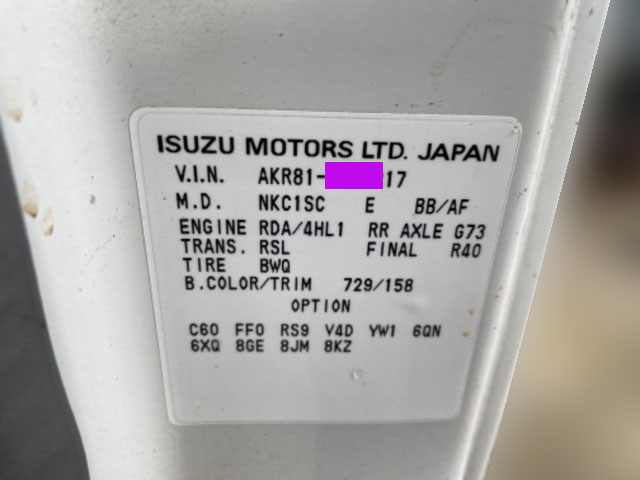 ISUZU MOTORS LTD. JAPAN
V.I.N. AKR81- 17
M.D. NKC1SC E BB/AF
ENGINE RDA/4HL1 RR AXLE G73
TRANS. RSL FINAL R40
TIRE BWQ
B.COLOR/TRIM 729/158
OPTION
C60 FF0 RS9 V4D YW1 6QN
6XQ 8GE 8JM 8KZ